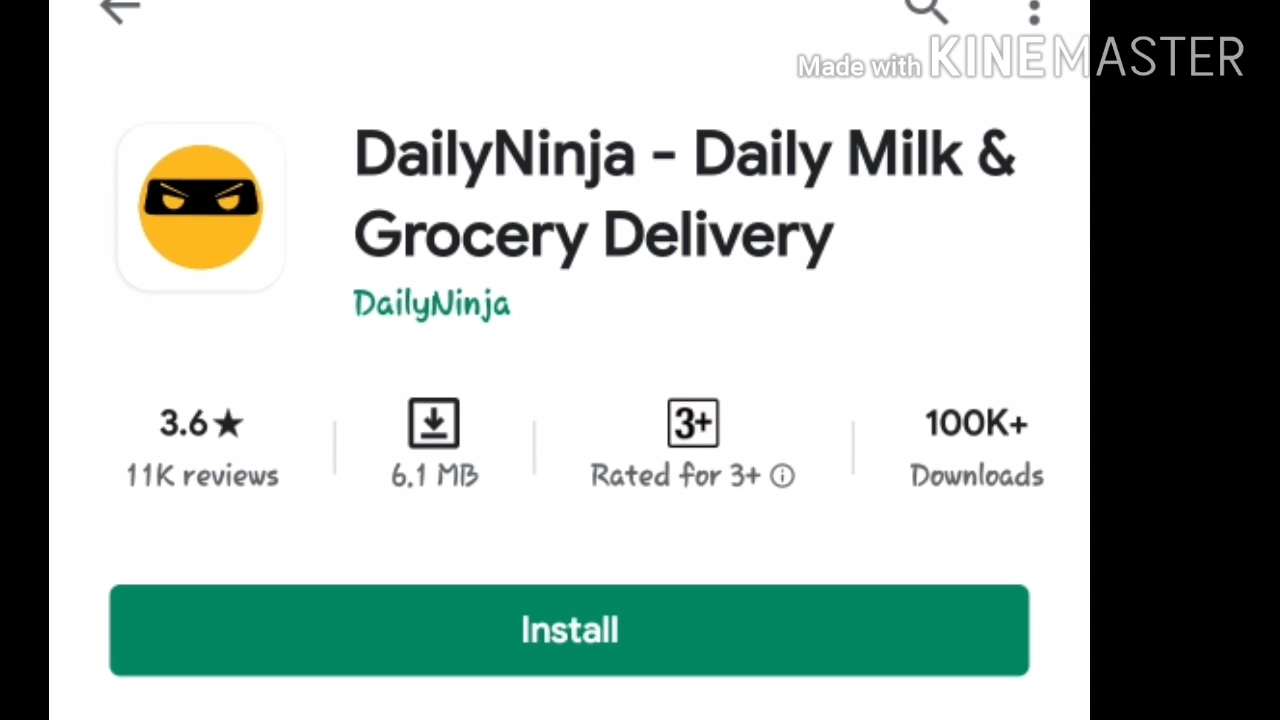 Made with KINEMASTER
DailyNinja - Daily Milk &
Grocery Delivery
DailyNinja
3.6★
3+
100K+
11K reviews
6.1 MB
Rated for 3+
Downloads
Install